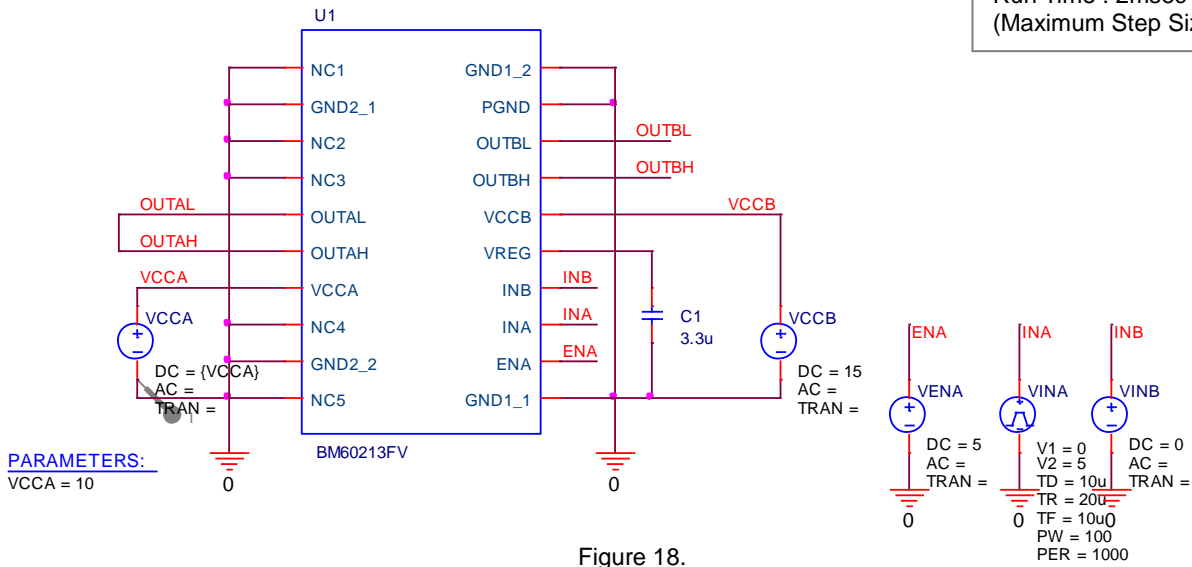 Run Time : 2msec
(Maximum Step Siz
U1
NC1
GND2_1
NC2
NC3
OUTAL
OUTAH
VCCA
NC4
GND2_2
NC5
GND1_2
PGND
OUTBL
OUTBH
VCCB
VREG
INB
INA
ENA
GND1_1
BM60213FV
OUTAL
OUTAH
VCCA
VCCA
DC = {VCCA}
AC =
TRAN =
PARAMETERS:
VCCA = 10
0
OUTBL
OUTBH
VCCB
INB
INA
ENA
C1
3.3u
VCCB
DC = 15
AC =
TRAN =
0
ENA
VENA
DC = 5
AC =
TRAN =
0
INA
VINA
V1 = 0
V2 = 5
TD = 10u
TR = 20u
TF = 10u
PW = 100
PER = 1000
0
INB
VINB
DC = 0
AC =
TRAN =
0
Figure 18.